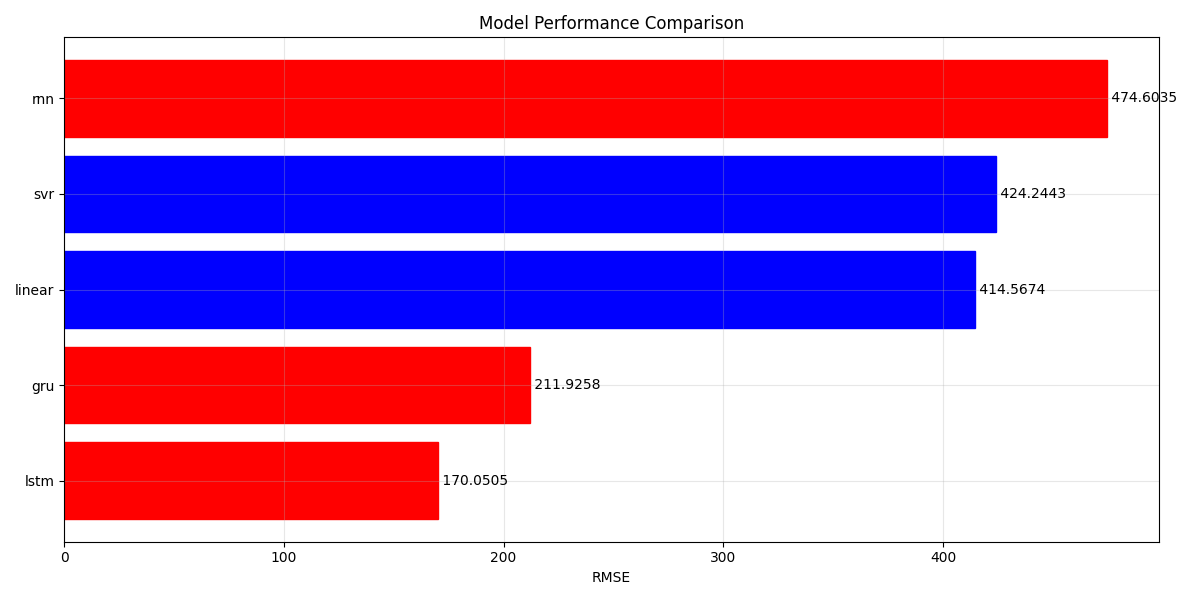 Model Performance Comparison
rnn 474.6035
svr 424.2443
linear 414.5674
gru 211.9258
lstm 170.0505
0 100 200 300 400
RMSE